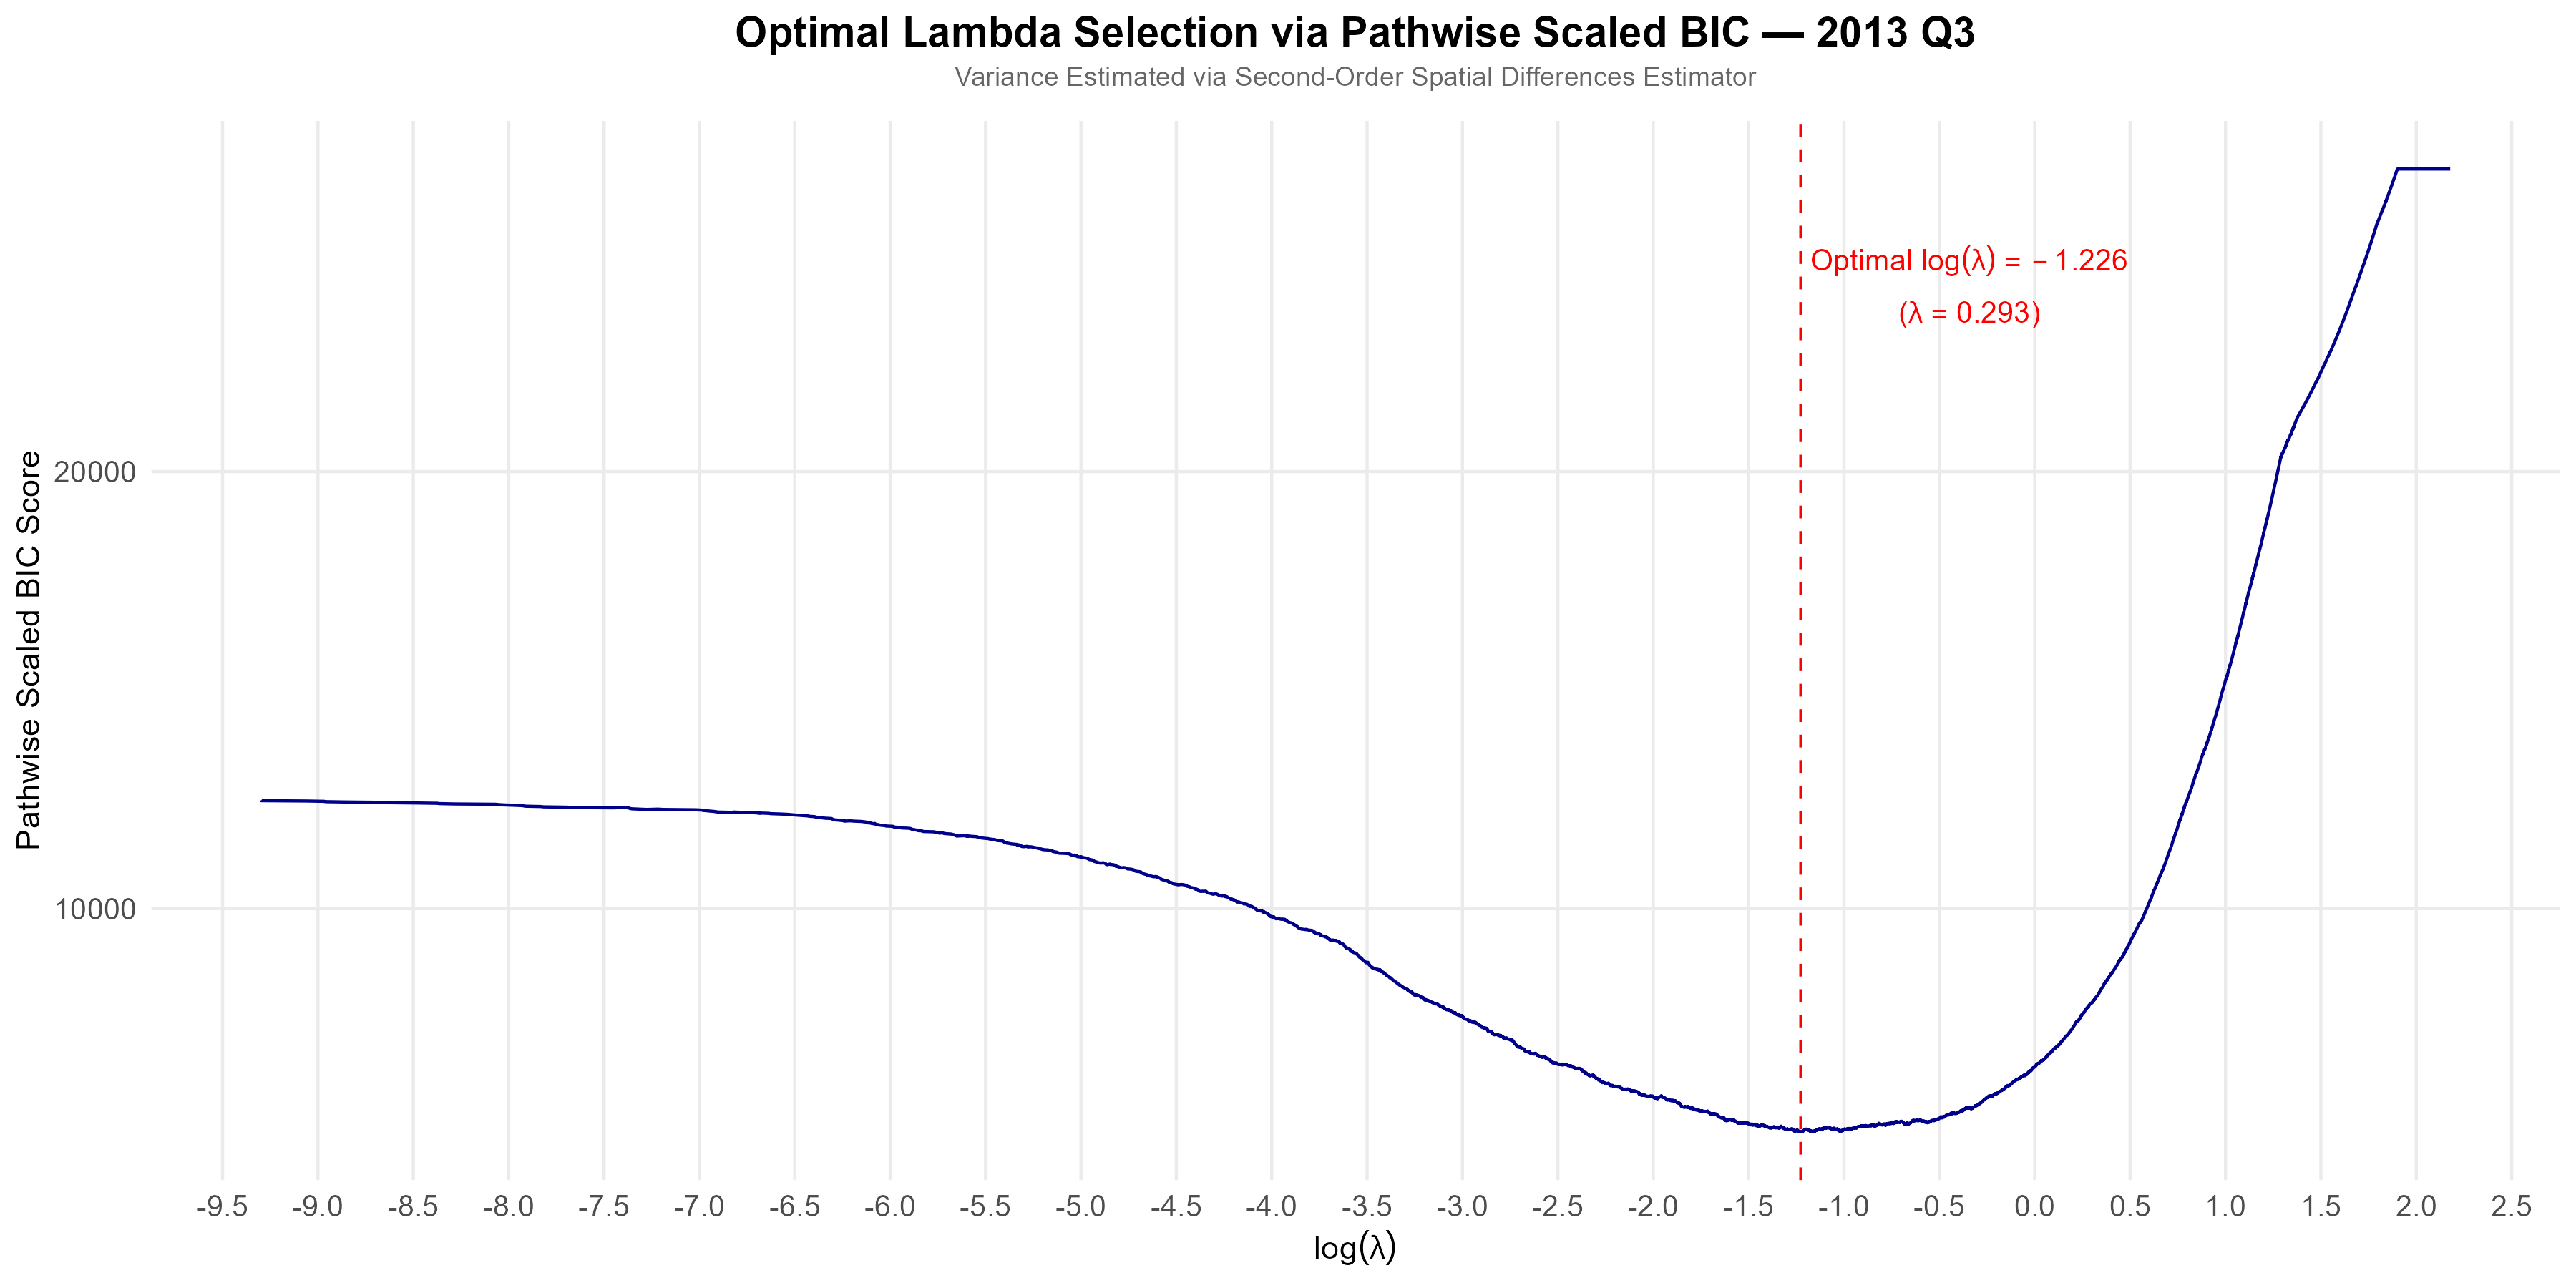 Optimal Lambda Selection via Pathwise Scaled BIC — 2013 Q3
Variance Estimated via Second-Order Spatial Differences Estimator
Optimal log(λ) = − 1.226
(λ = 0.293)
Pathwise Scaled BIC Score
20000
10000
-9.5 -9.0 -8.5 -8.0 -7.5 -7.0 -6.5 -6.0 -5.5 -5.0 -4.5 -4.0 -3.5 -3.0 -2.5 -2.0 -1.5 -1.0 -0.5 0.0 0.5 1.0 1.5 2.0 2.5
log(λ)